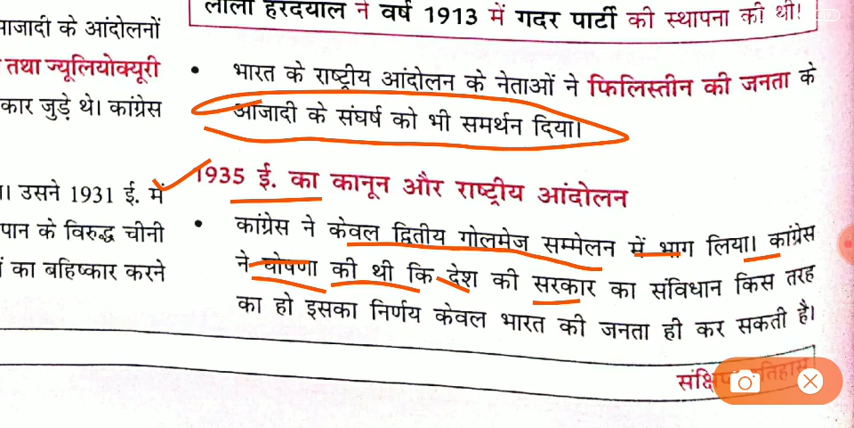 लाला हरदयाल ने वर्ष 1913 में गदर पार्टी की स्थापना की थी।
आजादी के आंदोलनों
तथा ज्यूलियोक्यूरी
कार जुड़े थे। कांग्रेस
• भारत के राष्ट्रीय आंदोलन के नेताओं ने फिलिस्तीन की जनता के
आजादी के संघर्ष को भी समर्थन दिया।
। उसने 1931 ई. में
पान के विरुद्ध चीनी
का बहिष्कार करने
1935 ई. का कानून और राष्ट्रीय आंदोलन
• कांग्रेस ने केवल द्वितीय गोलमेज सम्मेलन में भाग लिया। कांग्रेस
ने घोषणा की थी कि देश की सरकार का संविधान किस तरह
का हो इसका निर्णय केवल भारत की जनता ही कर सकती है।